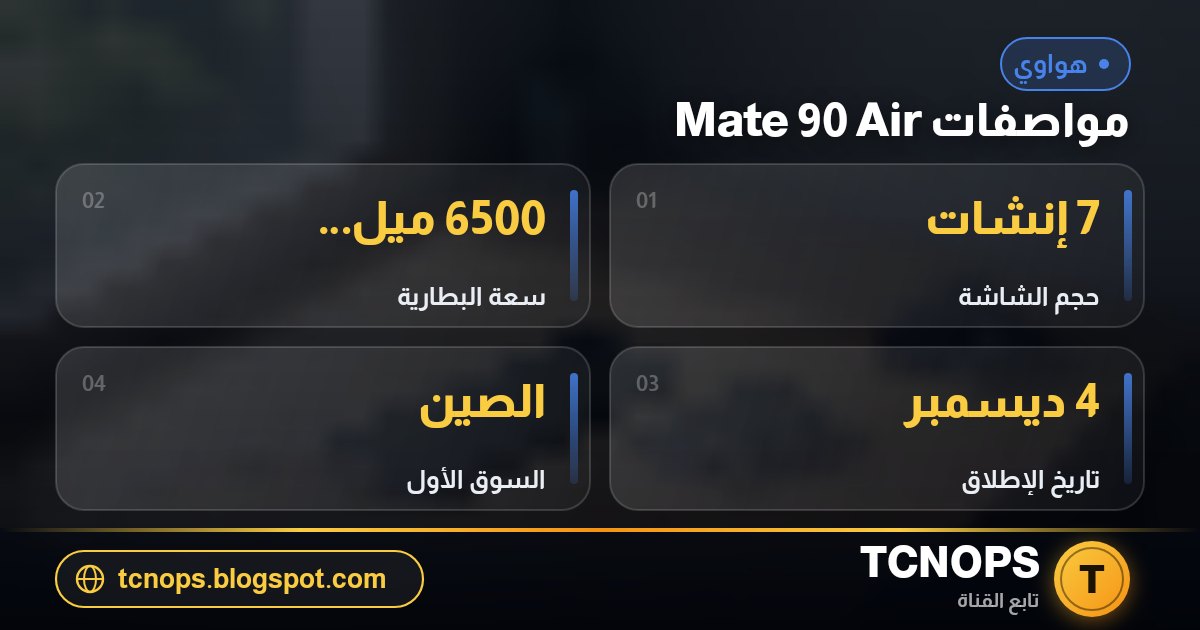 هواوي
مواصفات Mate 90 Air
01
7 إنشات
حجم الشاشة
02
6500 ميل...
سعة البطارية
03
4 ديسمبر
تاريخ الإطلاق
04
الصين
السوق الأول
TCNOPS
تابع القناة
T
tcnops.blogspot.com